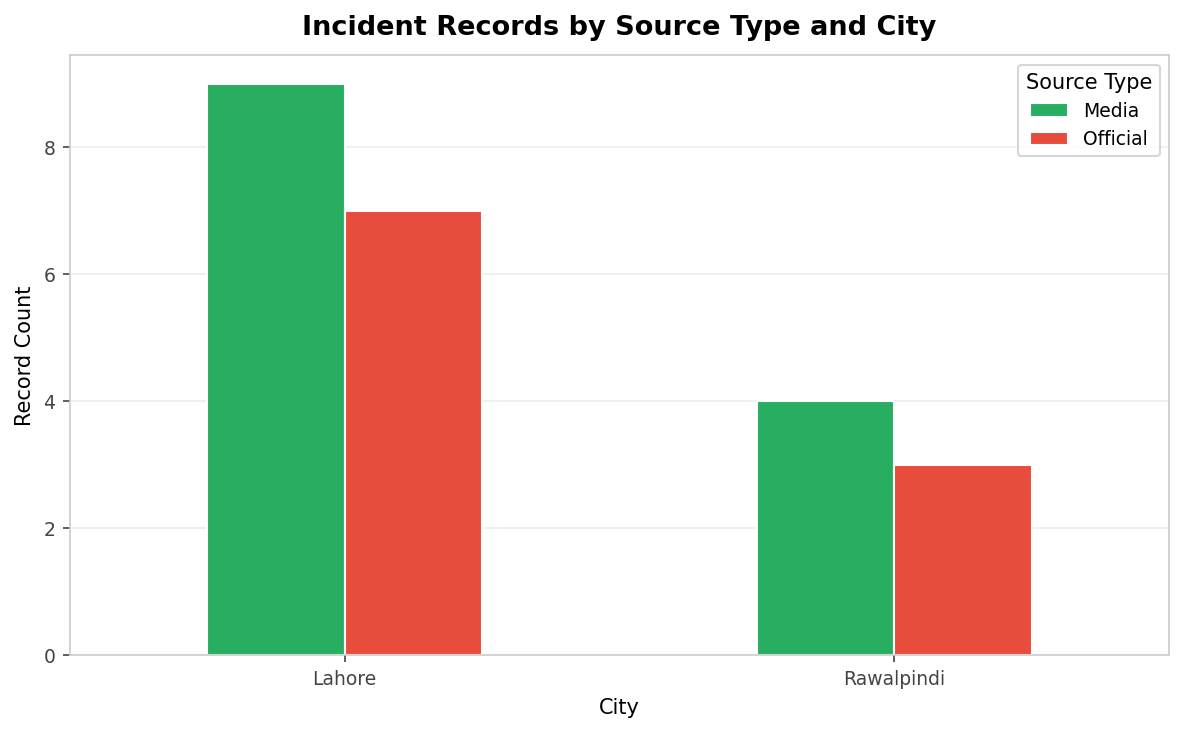 Incident Records by Source Type and City
Source Type
Media
Official
Record Count
8
6
4
2
0
Lahore
Rawalpindi
City